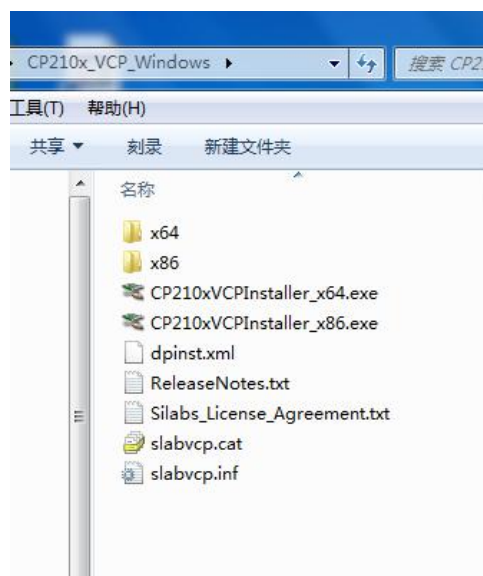 CP210x_VCP_Windows
搜索 CP2
工具(T) 帮助(H)
共享 刻录 新建文件夹
名称
x64
x86
CP210xVCPInstaller_x64.exe
CP210xVCPInstaller_x86.exe
dpinst.xml
ReleaseNotes.txt
Silabs_License_Agreement.txt
slabvcp.cat
slabvcp.inf